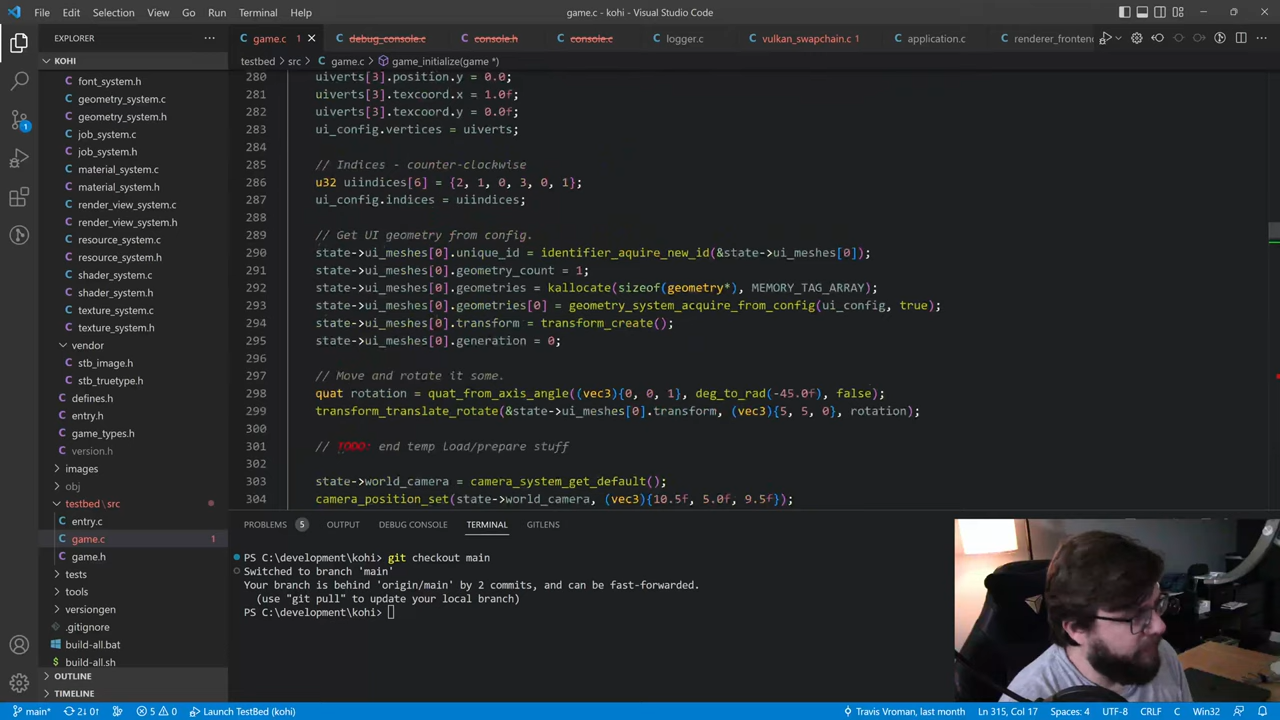 File Edit Selection View Go Run Terminal Help
game.c - kohi - Visual Studio Code
EXPLORER
game.c 1
debug_console.c
console.h
console.c
logger.c
vulkan_swapchain.c 1
application.c
renderer_fronten
KOHI
testbed > src > game.c > game_initialize(game *)
font_system.h
geometry_system.c
geometry_system.h
job_system.c
job_system.h
material_system.c
material_system.h
render_view_system.c
render_view_system.h
resource_system.c
resource_system.h
shader_system.c
shader_system.h
texture_system.c
texture_system.h
vendor
stb_image.h
stb_truetype.h
defines.h
entry.h
game_types.h
version.h
images
obj
testbed \ src
entry.c
game.c 1
game.h
tests
tools
versiongen
.gitignore
build-all.bat
build-all.sh
OUTLINE
TIMELINE
280 uiverts[3].position.y = 0.0;
281 uiverts[3].texcoord.x = 1.0f;
282 uiverts[3].texcoord.y = 0.0f;
283 ui_config.vertices = uiverts;
284
285 // Indices - counter-clockwise
286 u32 uiindices[6] = {2, 1, 0, 3, 0, 1};
287 ui_config.indices = uiindices;
288
289 // Get UI geometry from config.
290 state->ui_meshes[0].unique_id = identifier_aquire_new_id(&state->ui_meshes[0]);
291 state->ui_meshes[0].geometry_count = 1;
292 state->ui_meshes[0].geometries = kallocate(sizeof(geometry*), MEMORY_TAG_ARRAY);
293 state->ui_meshes[0].geometries[0] = geometry_system_acquire_from_config(ui_config, true);
294 state->ui_meshes[0].transform = transform_create();
295 state->ui_meshes[0].generation = 0;
296
297 // Move and rotate it some.
298 quat rotation = quat_from_axis_angle((vec3){0, 0, 1}, deg_to_rad(-45.0f), false);
299 transform_translate_rotate(&state->ui_meshes[0].transform, (vec3){5, 5, 0}, rotation);
300
301 // TODO: end temp load/prepare stuff
302
303 state->world_camera = camera_system_get_default();
304 camera_position_set(state->world_camera, (vec3){10.5f, 5.0f, 9.5f});
PROBLEMS 5 OUTPUT DEBUG CONSOLE TERMINAL GITLENS
PS C:\development\kohi> git checkout main
Switched to branch 'main'
Your branch is behind 'origin/main' by 2 commits, and can be fast-forwarded.
(use "git pull" to update your local branch)
PS C:\development\kohi>
main* 2↓ 0↑ 5 0 Launch TestBed (kohi)
Travis Vroman, last month Ln 315, Col 17 Spaces: 4 UTF-8 CRLF C Win32